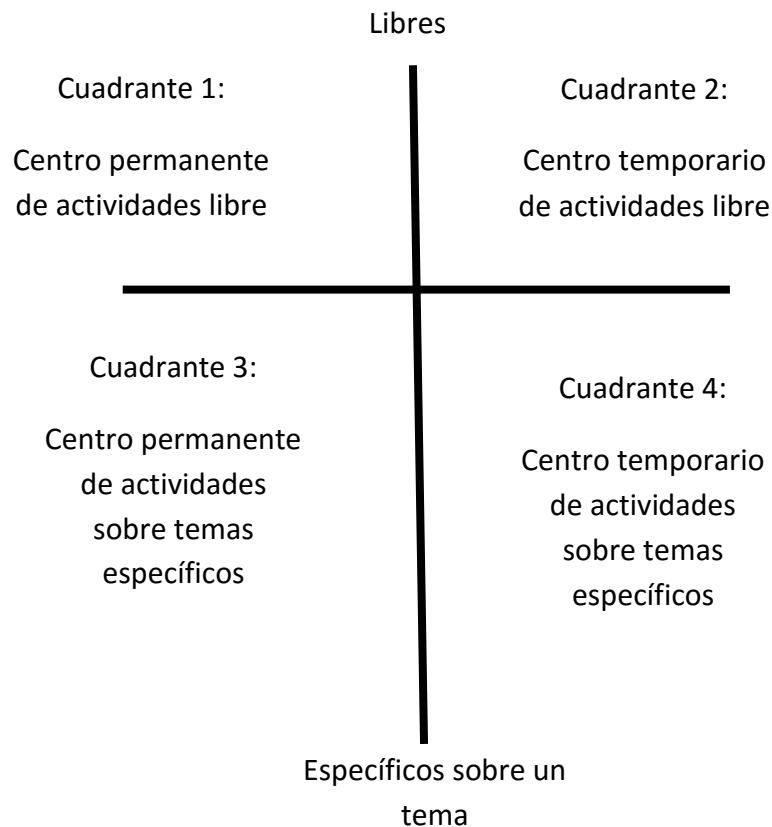 Libres
Cuadrante 1:
Centro permanente
de actividades libre
Cuadrante 2:
Centro temporario
de actividades libre
Cuadrante 3:
Centro permanente
de actividades
sobre temas
específicos
Cuadrante 4:
Centro temporario
de actividades
sobre temas
específicos
Específicos sobre un
tema